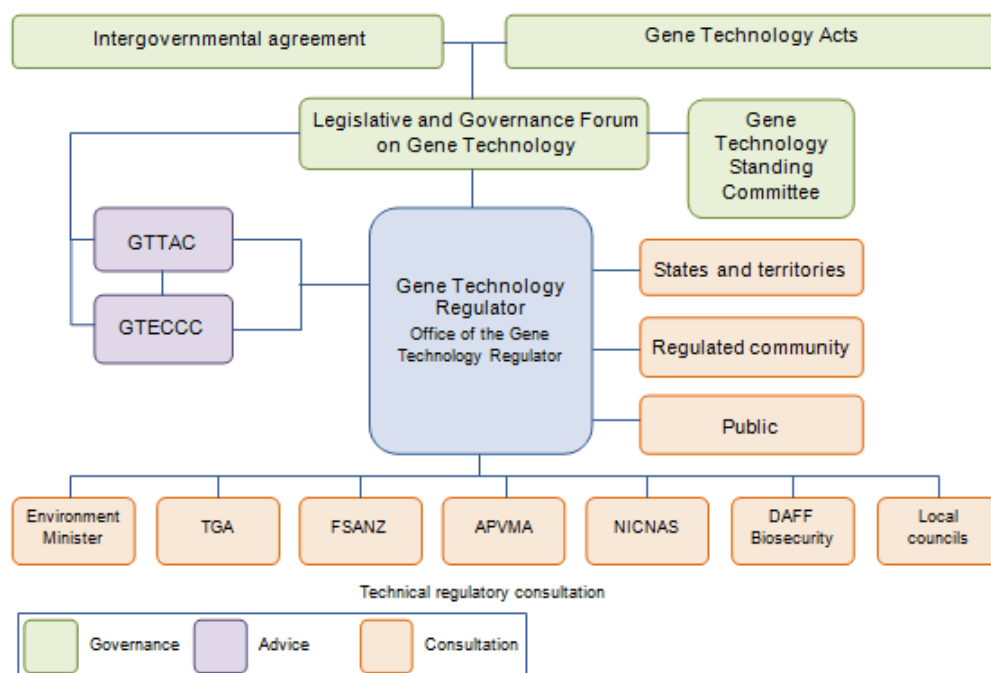 Intergovernmental agreement
Gene Technology Acts
Legislative and Governance Forum
on Gene Technology
Gene
Technology
Standing
Committee
GTTAC
GTECCC
Gene Technology
Regulator
Office of the Gene
Technology Regulator
States and territories
Regulated community
Public
Environment
Minister
TGA
FSANZ
APVMA
NICNAS
DAFF
Biosecurity
Local
councils
Technical regulatory consultation
Governance
Advice
Consultation